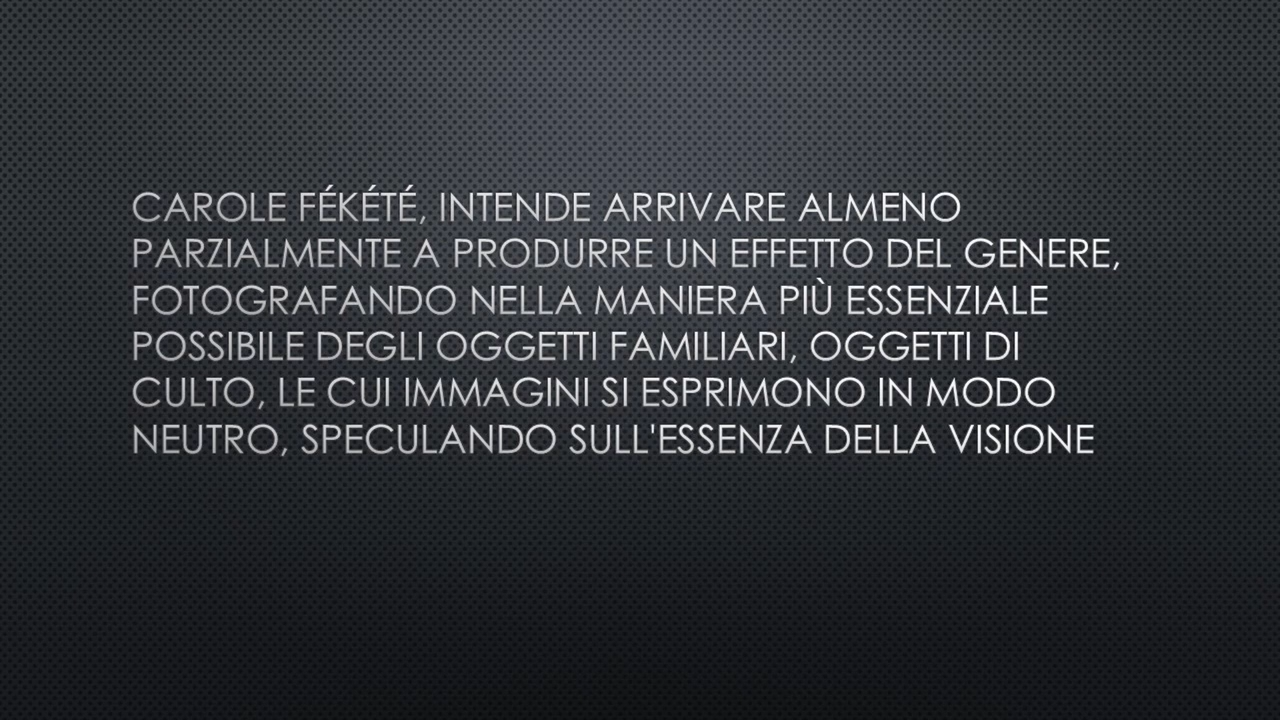 CAROLE FÉKÉTÉ, INTENDE ARRIVARE ALMENO
PARZIALMENTE A PRODURRE UN EFFETTO DEL GENERE,
FOTOGRAFANDO NELLA MANIERA PIÙ ESSENZIALE
POSSIBILE DEGLI OGGETTI FAMILIARI, OGGETTI DI
CULTO, LE CUI IMMAGINI SI ESPRIMONO IN MODO
NEUTRO, SPECULANDO SULL'ESSENZA DELLA VISIONE